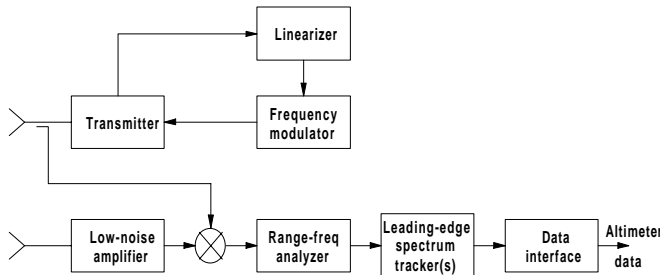 Linearizer
Transmitter
Frequency
modulator
Low-noise
amplifier
Range-freq
analyzer
Leading-edge
spectrum
tracker(s)
Data
interface
Altimeter
data